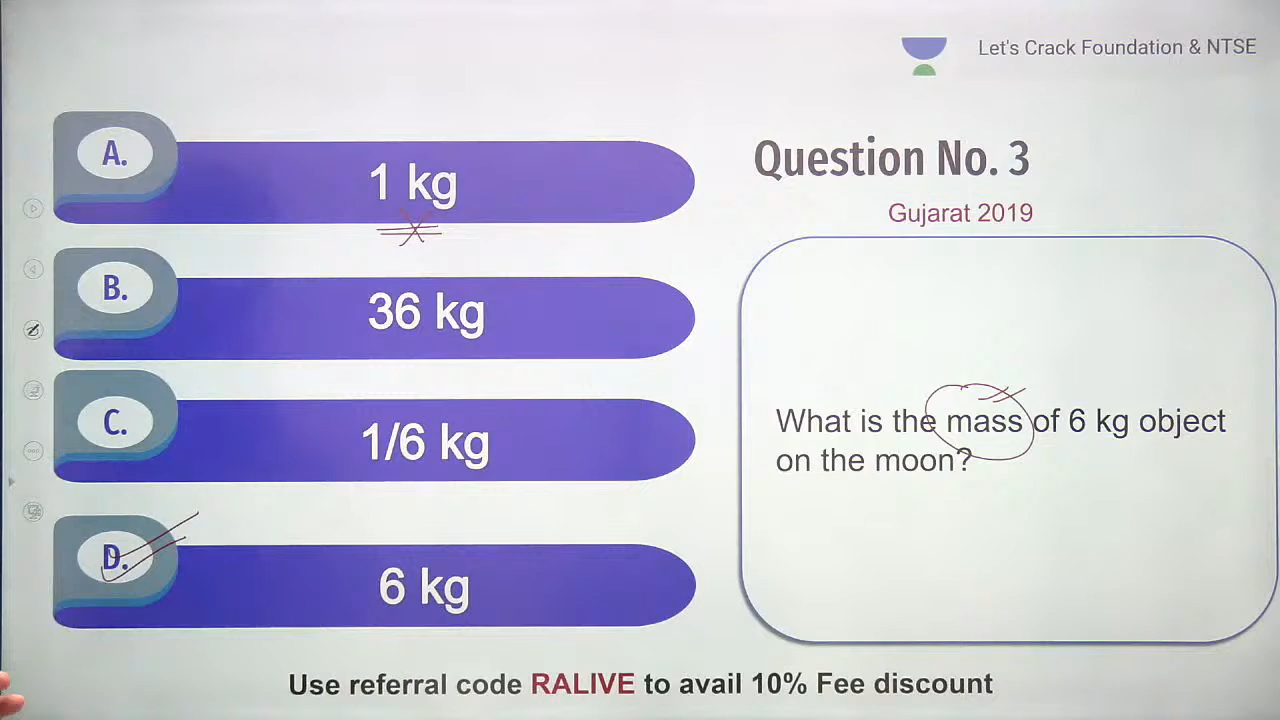 Let's Crack Foundation & NTSE
A.
1 kg
B.
36 kg
C.
1/6 kg
D.
6 kg
Question No. 3
Gujarat 2019
What is the mass of 6 kg object
on the moon?
Use referral code RALIVE to avail 10% Fee discount